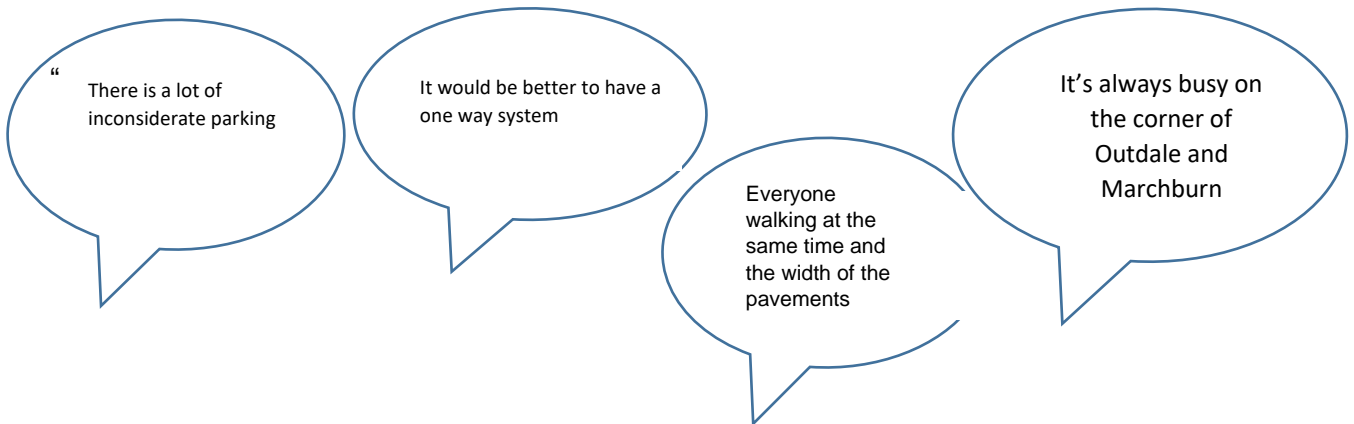 “
There is a lot of
inconsiderate parking
It would be better to have a
one way system
Everyone
walking at the
same time and
the width of the
pavements
It’s always busy on
the corner of
Outdale and
Marchburn